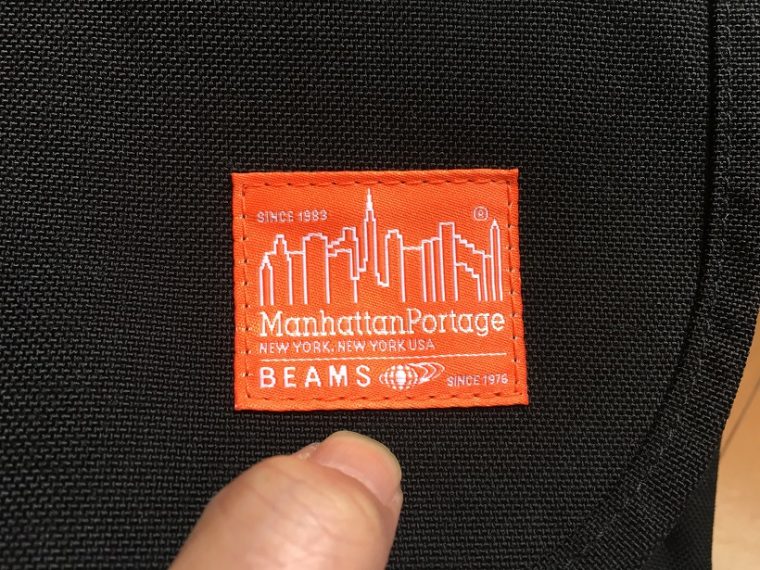 SINCE 1983 ®
ManhattanPortage
NEW YORK, NEW YORK USA
BEAMS SINCE 1976